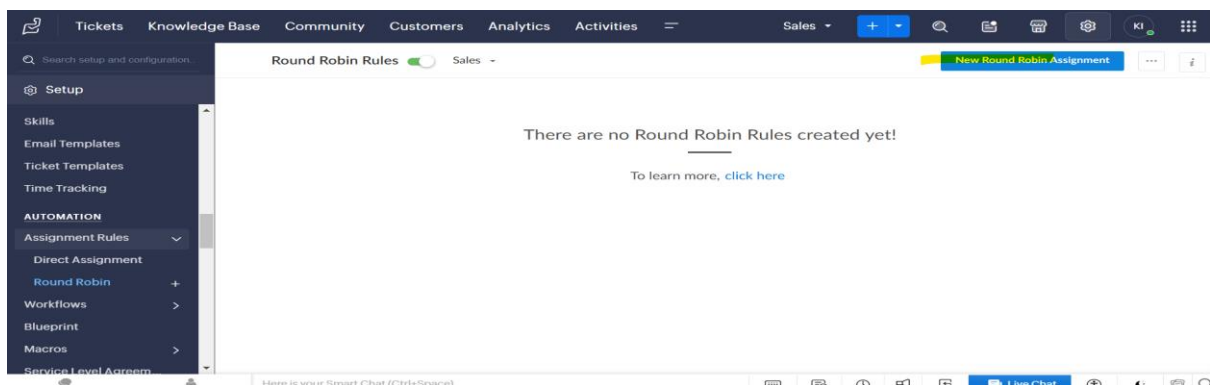 Tickets Knowledge Base Community Customers Analytics Activities Sales KI
Search setup and configuration..
Round Robin Rules Sales New Round Robin Assignment ... i
Setup
Skills
Email Templates
Ticket Templates
Time Tracking
AUTOMATION
Assignment Rules
Direct Assignment
Round Robin +
Workflows >
Blueprint
Macros >
Service Level Agreem
There are no Round Robin Rules created yet!
To learn more, click here
Here is your Smart Chat (Ctrl+Space)
Live Chat